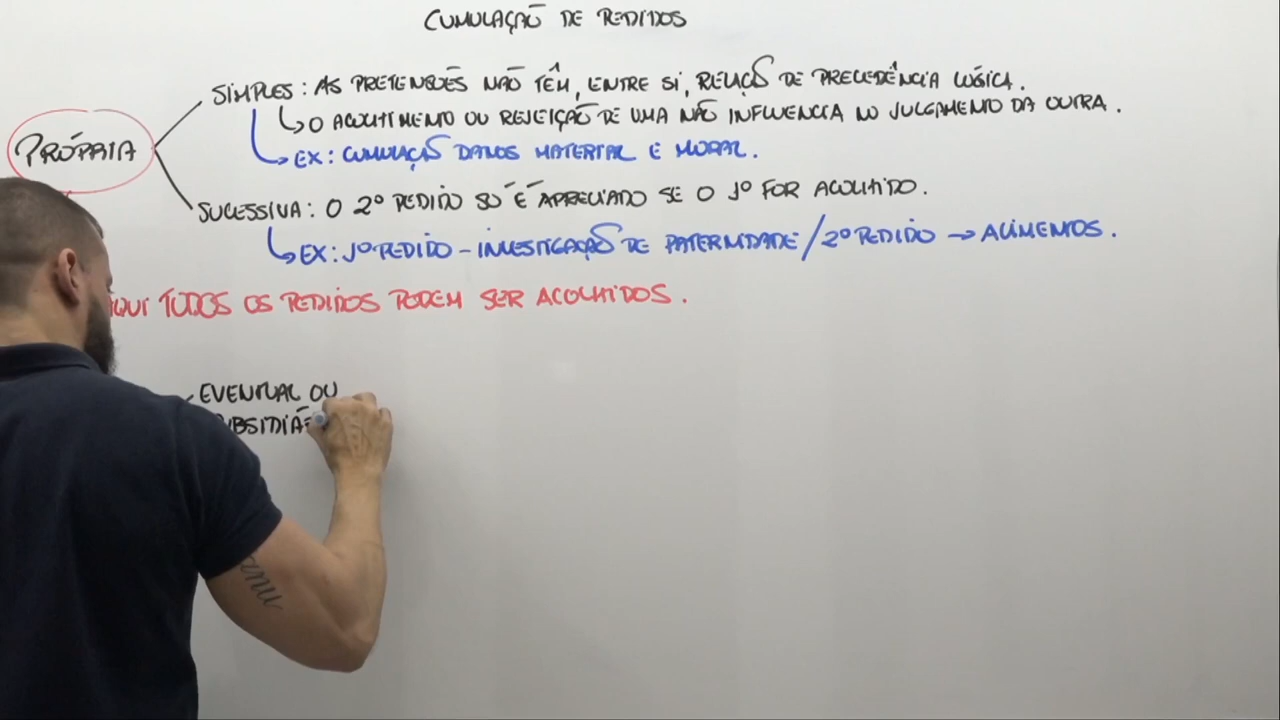 CUMULAÇÃO DE PEDIDOS
SIMPLES: AS PRETENSÕES NÃO TÊM, ENTRE SI, RELAÇÃO DE PRECEDÊNCIA LÓGICA.
O ACOLHIMENTO OU REJEIÇÃO DE UMA NÃO INFLUENCIA NO JULGAMENTO DA OUTRA.
PRÓPRIA
EX: CUMULAÇÃO DANOS MATERIAL E MORAL.
SUCESSIVA: O 2º PEDIDO SÓ É APRECIADO SE O 1º FOR ACOLHIDO.
EX: 1º PEDIDO - INVESTIGAÇÃO DE PATERNIDADE / 2º PEDIDO → ALIMENTOS.
QUI TODOS OS PEDIDOS PODEM SER ACOLHIDOS.
EVENTUAL OU
UBSIDIÁ
anu